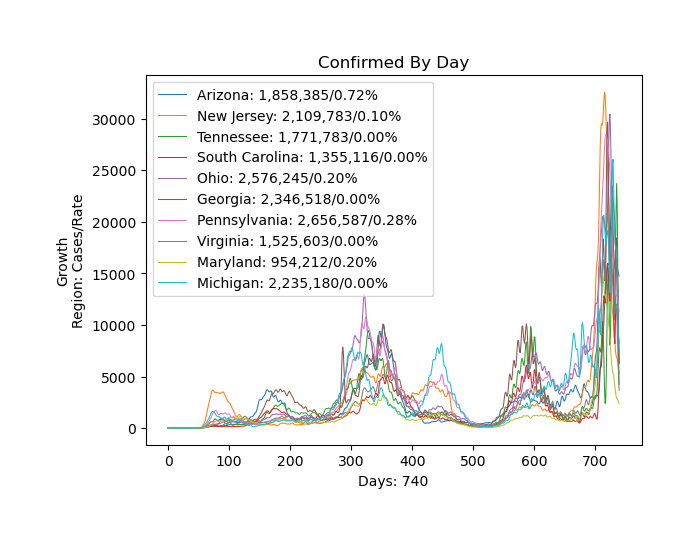 Confirmed By Day
Growth
Region: Cases/Rate
30000
25000
20000
15000
10000
5000
0
Arizona: 1,858,385/0.72%
New Jersey: 2,109,783/0.10%
Tennessee: 1,771,783/0.00%
South Carolina: 1,355,116/0.00%
Ohio: 2,576,245/0.20%
Georgia: 2,346,518/0.00%
Pennsylvania: 2,656,587/0.28%
Virginia: 1,525,603/0.00%
Maryland: 954,212/0.20%
Michigan: 2,235,180/0.00%
0 100 200 300 400 500 600 700
Days: 740